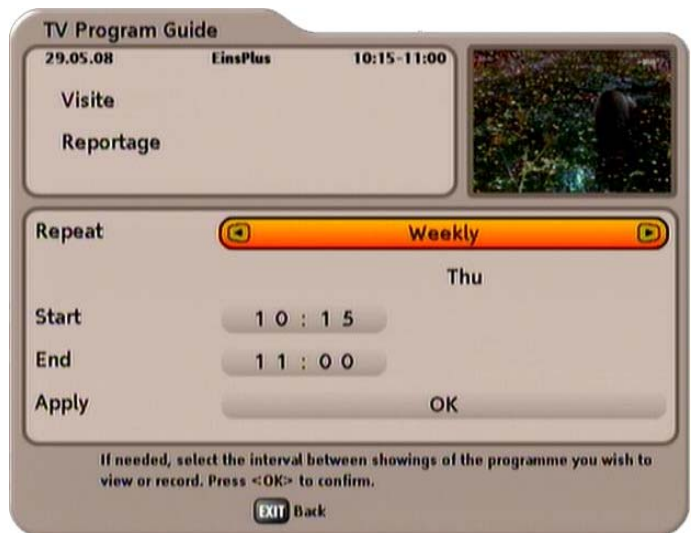 TV Program Guide
29.05.08 EinsPlus 10:15-11:00
Visite
Reportage
Repeat Weekly
Thu
Start 10:15
End 11:00
Apply OK
If needed, select the interval between showings of the programme you wish to
view or record. Press <OK> to confirm.
EXIT Back